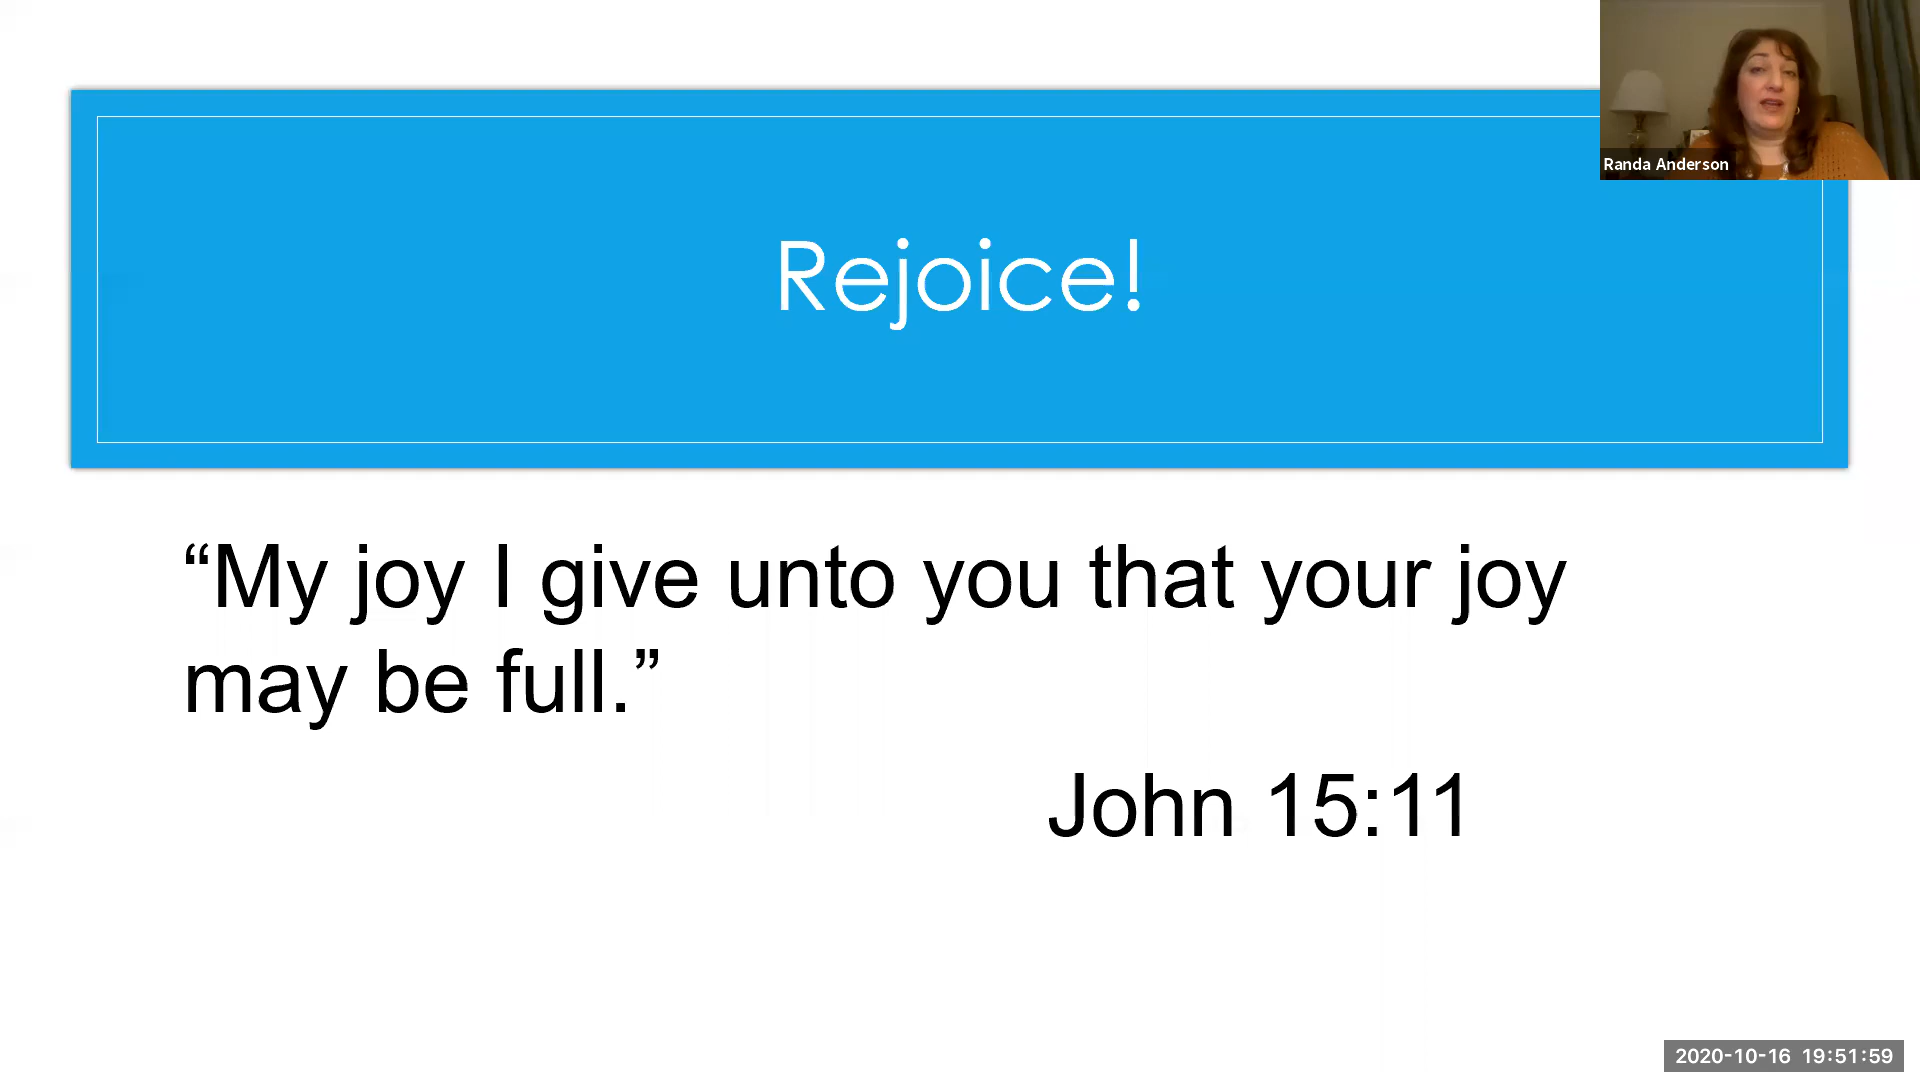 Randa Anderson
Rejoice!
“My joy I give unto you that your joy
may be full.”
John 15:11
2020-10-16 19:51:59